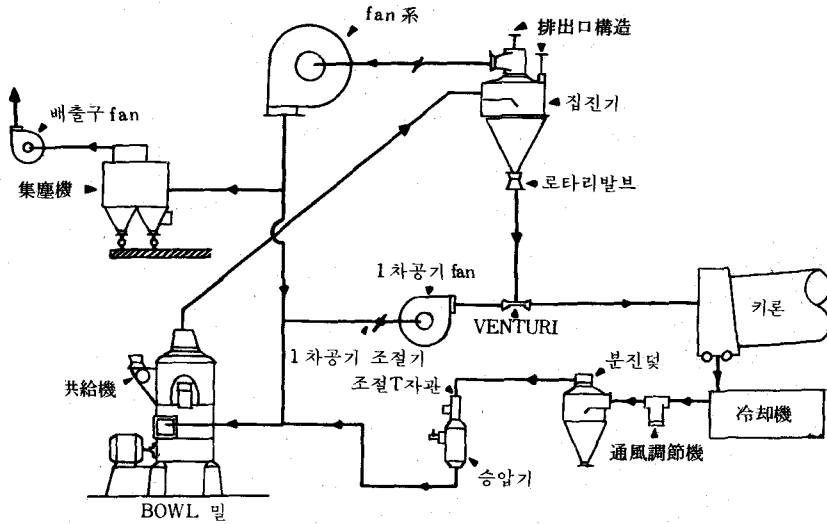 fan 系
排出口構造
배출구 fan
집진기
集塵機
로타리발브
1차공기 fan
키론
VENTURI
1차공기 조절기
분진덫
共給機
조절T자관
冷却機
通風調節機
승압기
BOWL 밀